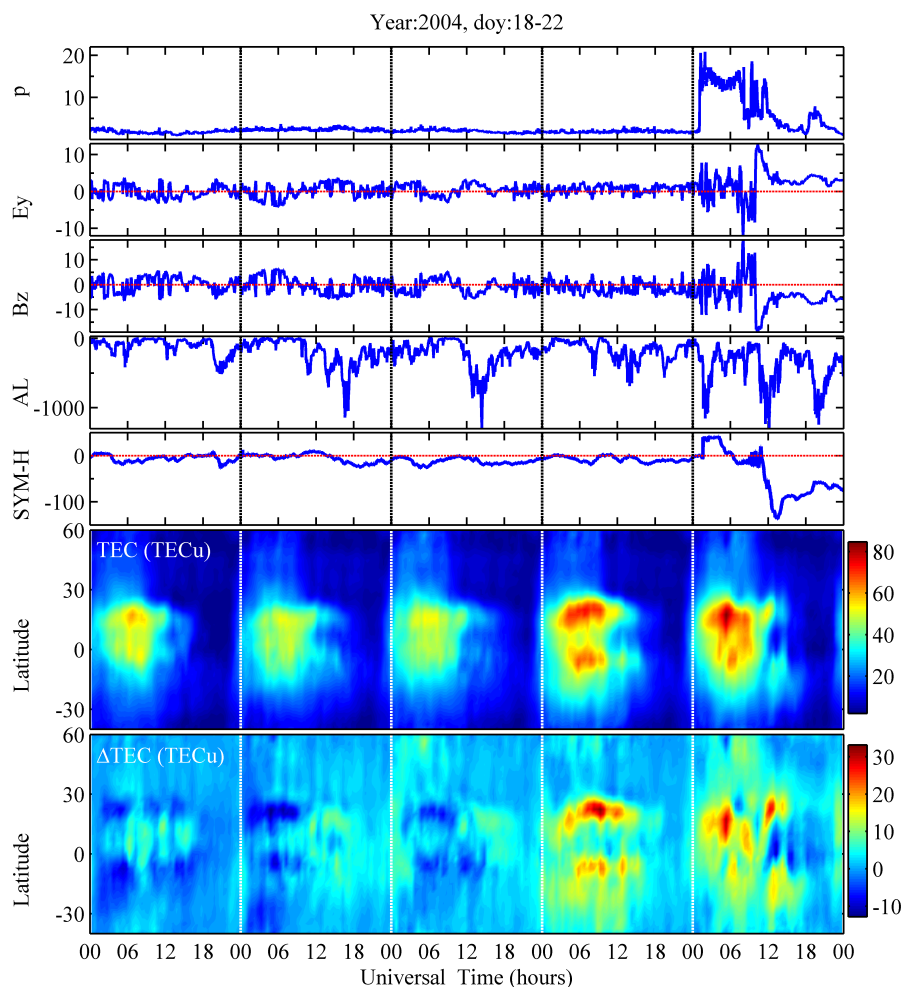 Year:2004, doy:18-22
20
10
p
10
0
-10
Ey
10
0
-10
Bz
0
-1000
AL
0
-100
SYM-H
60
30
0
-30
Latitude
TEC (TECu)
80
60
40
20
60
30
0
-30
Latitude
ΔTEC (TECu)
30
20
10
0
-10
00 06 12 18 00 06 12 18 00 06 12 18 00 06 12 18 00 06 12 18 00
Universal Time (hours)